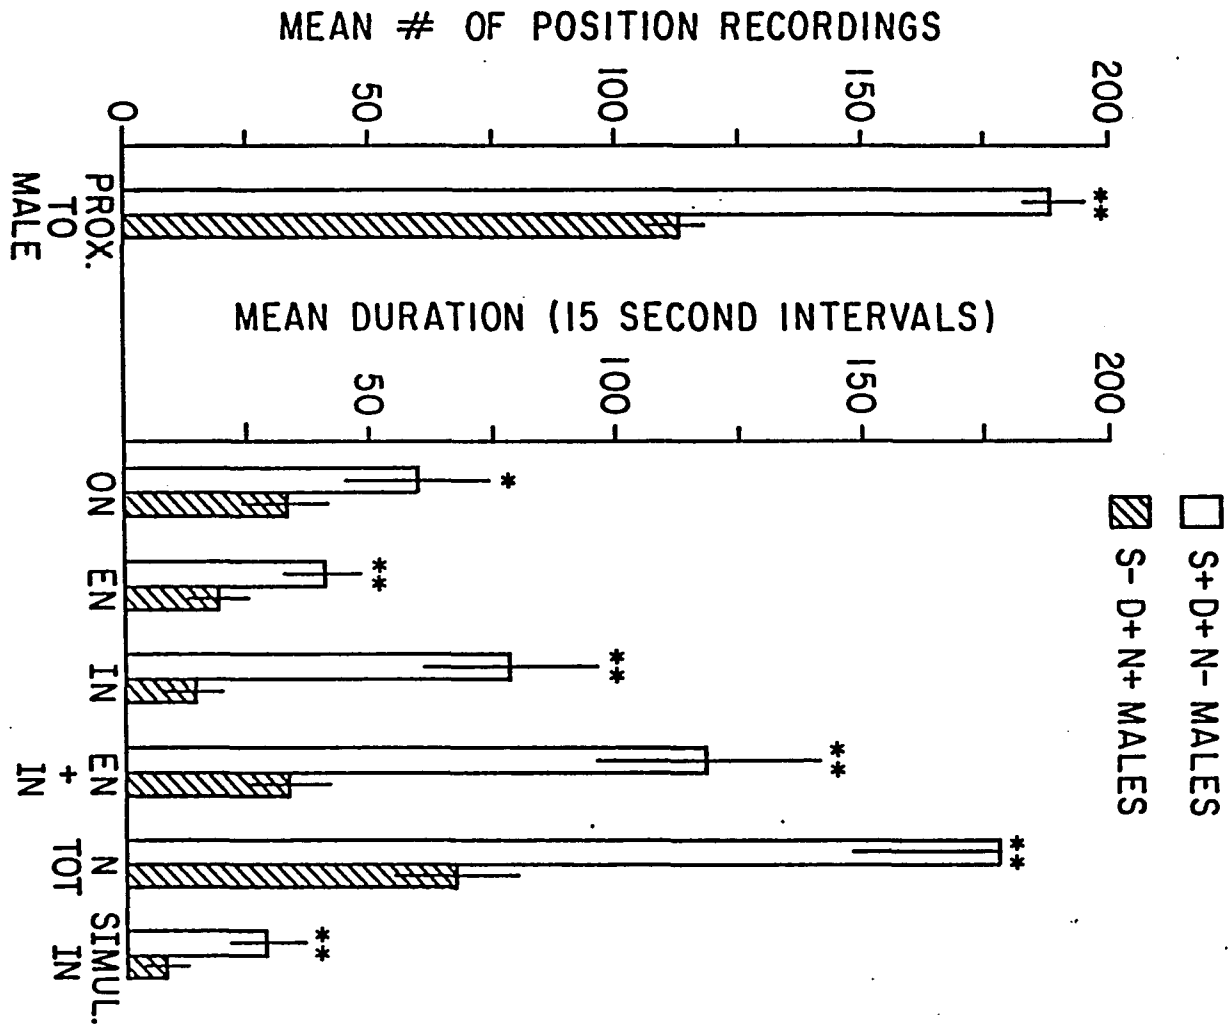 MEAN # OF POSITION RECORDINGS
0
50
100
150
200
PROX.
TO
MALE
**
MEAN DURATION (15 SECOND INTERVALS)
50
100
150
200
S+D+N- MALES
S-D+N+MALES
ON
*
EN
**
IN
**
EN
+
IN
**
N
TOT
**
SIMUL.
IN
**